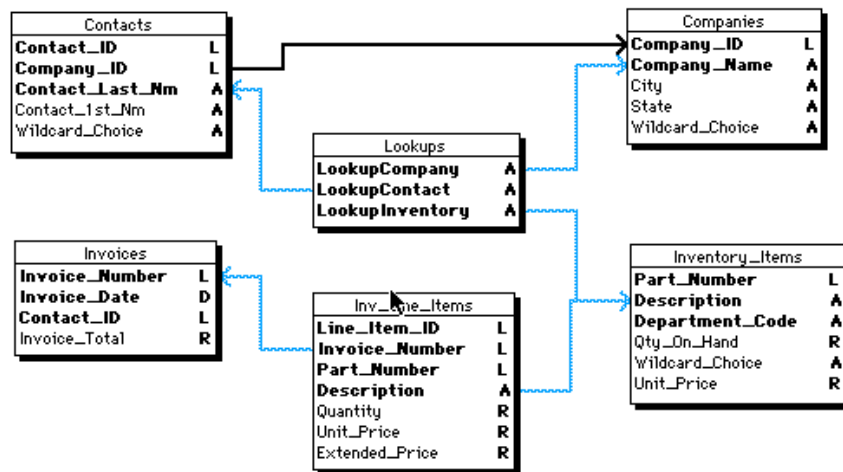 Contacts
Contact_ID L
Company_ID L
Contact_Last_Nm A
Contact_1st_Nm A
Wildcard_Choice A
Companies
Company_ID L
Company_Name A
City A
State A
Wildcard_Choice A
Lookups
LookupCompany A
LookupContact A
LookupInventory A
Invoices
Invoice_Number L
Invoice_Date D
Contact_ID L
Invoice_Total R
Inv_Line_Items
Line_Item_ID L
Invoice_Number L
Part_Number L
Description A
Quantity R
Unit_Price R
Extended_Price R
Inventory_Items
Part_Number L
Description A
Department_Code A
Qty_On_Hand R
Wildcard_Choice A
Unit_Price R